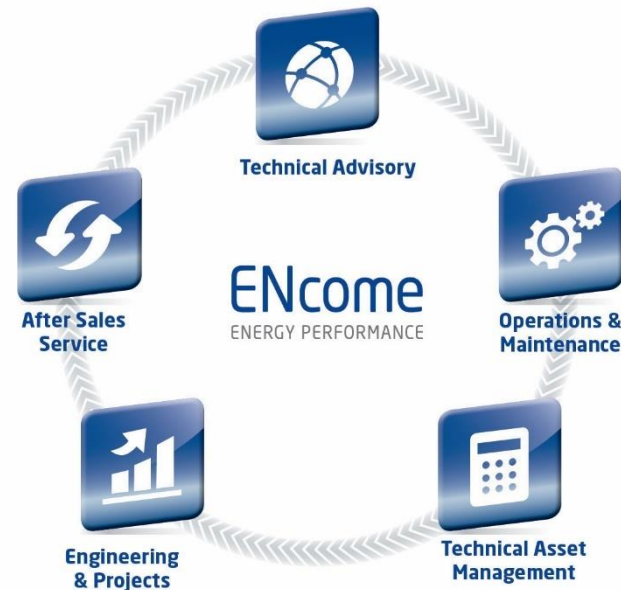 Technical Advisory
After Sales
Service
ENcome
ENERGY PERFORMANCE
Operations &
Maintenance
Engineering
& Projects
Technical Asset
Management